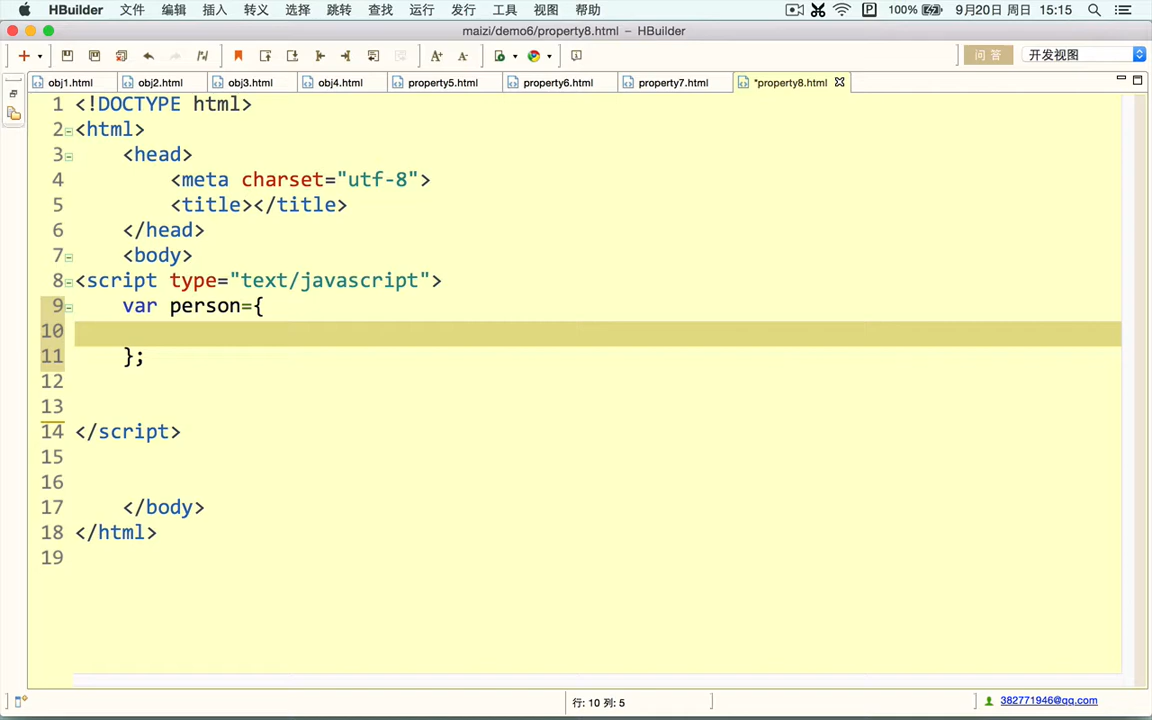 HBuilder 文件 编辑 插入 转义 选择 跳转 查找 运行 发行 工具 视图 帮助 100% 9月20日 周日 15:15
maizi/demo6/property8.html – HBuilder
问 答 开发视图
obj1.html obj2.html obj3.html obj4.html property5.html property6.html property7.html *property8.html
1 <!DOCTYPE html>
2 <html>
3 <head>
4 <meta charset="utf-8">
5 <title></title>
6 </head>
7 <body>
8 <script type="text/javascript">
9 var person={
10
11 };
12
13
14 </script>
15
16
17 </body>
18 </html>
19
行: 10 列: 5
382771946@qq.com